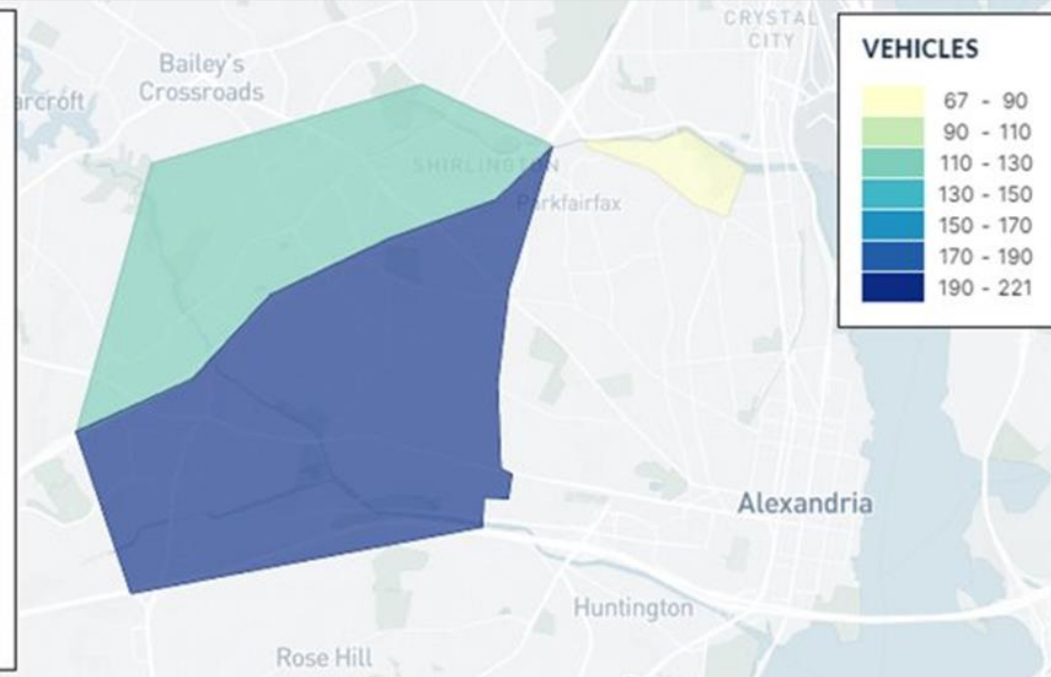 CRYSTAL
CITY
Bailey's
Crossroads
arcroft
SHIRLINGTON
Parkfairfax
Alexandria
Huntington
Rose Hill
VEHICLES
67 - 90
90 - 110
110 - 130
130 - 150
150 - 170
170 - 190
190 - 221